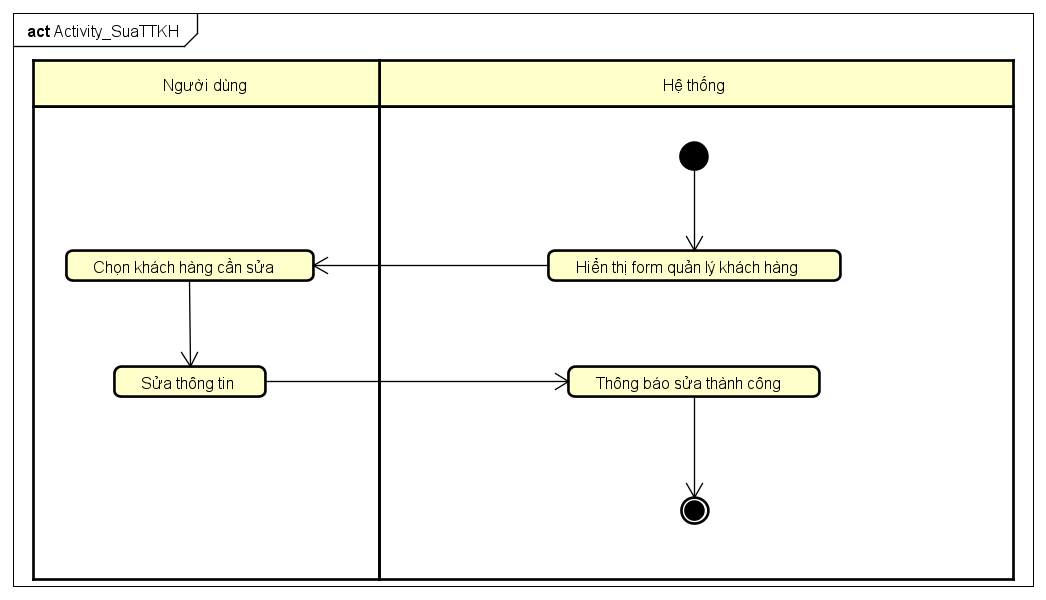 act Activity_SuaTTKH
Người dùng
Hệ thống
Chọn khách hàng cần sửa
Hiển thị form quản lý khách hàng
Sửa thông tin
Thông báo sửa thành công